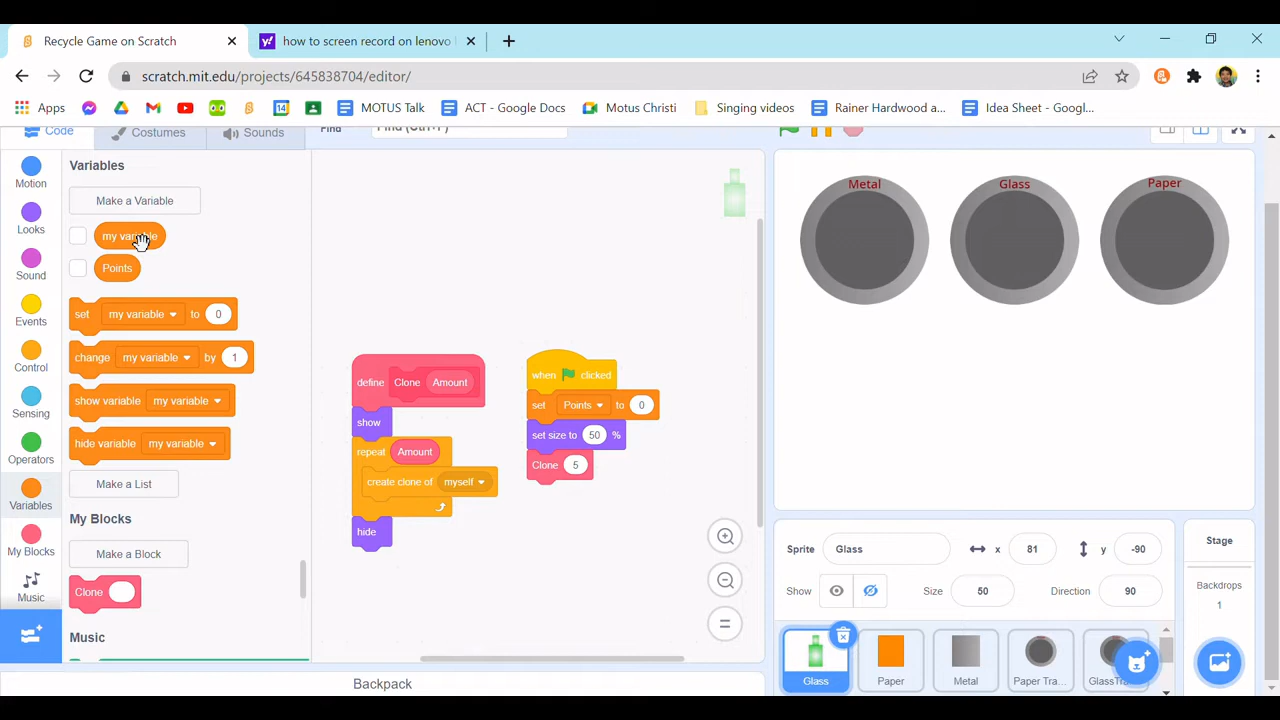 Recycle Game on Scratch
how to screen record on lenovo
scratch.mit.edu/projects/645838704/editor/
Apps
14
MOTUS Talk
ACT - Google Docs
Motus Christi
Singing videos
Rainer Hardwood a...
Idea Sheet - Googl...
Code
Costumes
Sounds
Find
Find (Ctrl+F)
Motion
Looks
Sound
Events
Control
Sensing
Operators
Variables
My Blocks
Music
Variables
Make a Variable
my variable
Points
set my variable to 0
change my variable by 1
show variable my variable
hide variable my variable
Make a List
My Blocks
Make a Block
Clone
Music
define Clone Amount
show
repeat Amount
create clone of myself
hide
when clicked
set Points to 0
set size to 50 %
Clone 5
Metal
Glass
Paper
Sprite Glass x 81 y -90
Show Size 50 Direction 90
Glass
Paper
Metal
Paper Tra...
GlassTra
Stage
Backdrops
1
Backpack